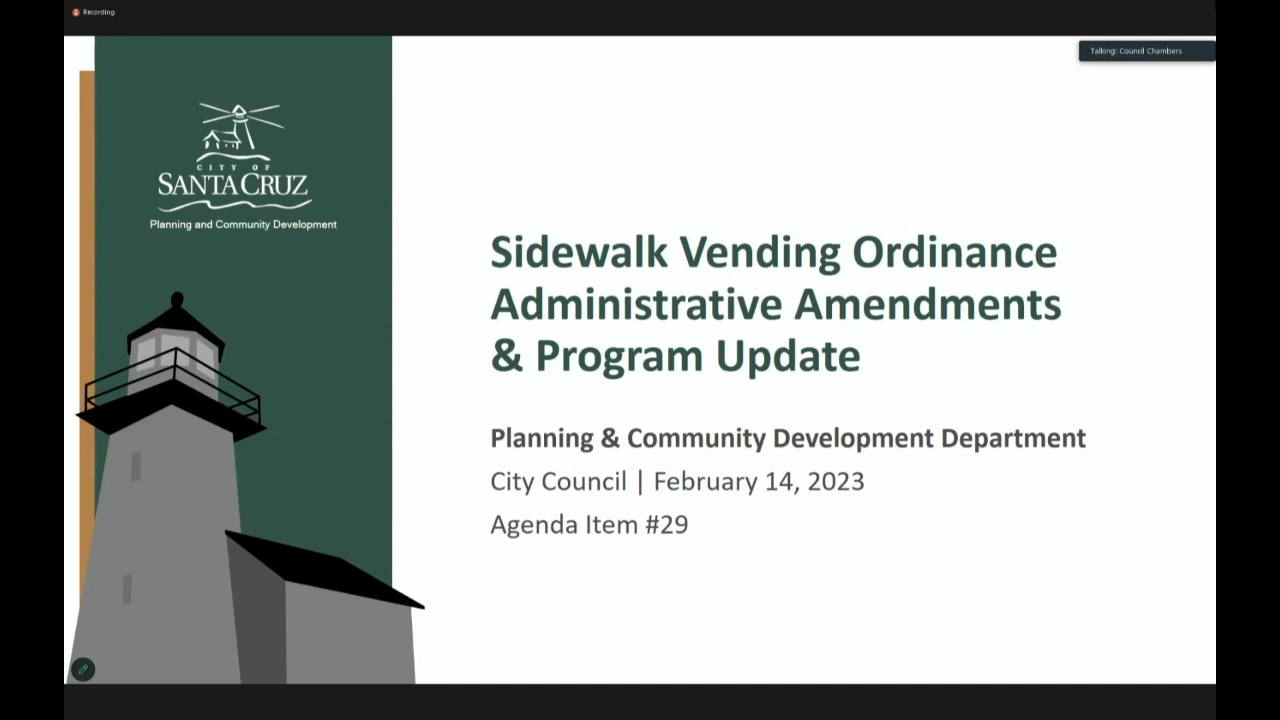 Recording
Talking: Council Chambers
CITY OF
SANTA CRUZ
Planning and Community Development
Sidewalk Vending Ordinance
Administrative Amendments
& Program Update
Planning & Community Development Department
City Council | February 14, 2023
Agenda Item #29